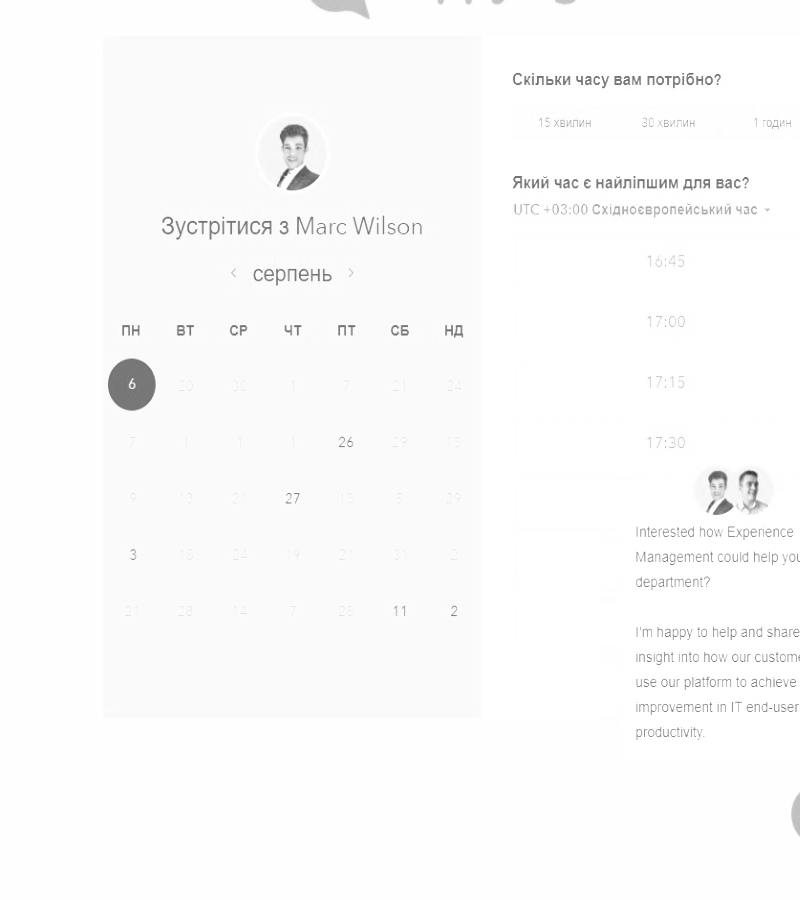 Скільки часу вам потрібно?
15 хвилин 30 хвилин 1 годин
Який час є найліпшим для вас?
UTC +03:00 Східноєвропейський час
Зустрітися з Marc Wilson
серпень
ПН ВТ СР ЧТ ПТ СБ НД
6 20 30 1 7 21 24
7 1 1 1 26 29 13
9 13 21 27 13 3 29
3 18 24 19 21 31 2
21 28 14 7 28 11 2
16:45
17:00
17:15
17:30
Interested how Experience
Management could help you
department?
I'm happy to help and share
insight into how our custome
use our platform to achieve
improvement in IT end-user
productivity.